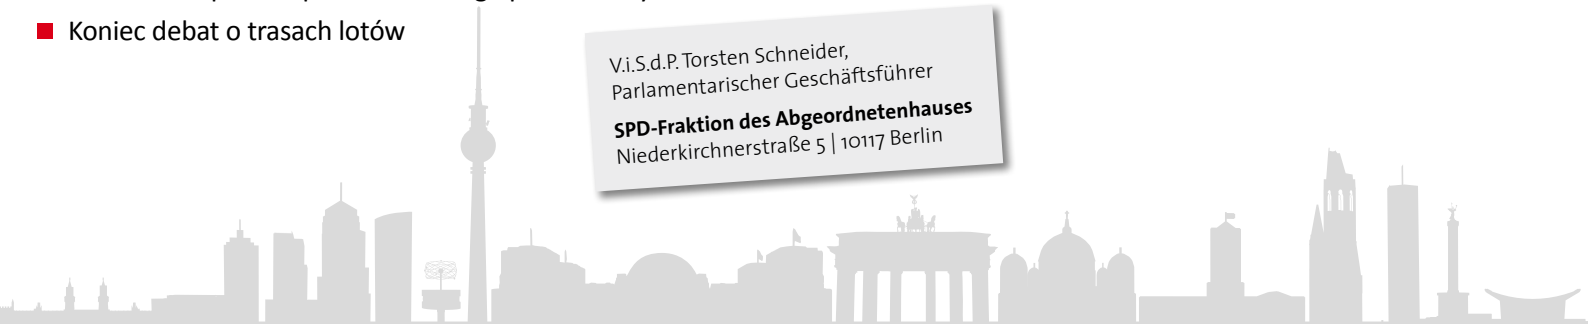 Koniec debat o trasach lotów
V.i.S.d.P. Torsten Schneider,
Parlamentarischer Geschäftsführer
SPD-Fraktion des Abgeordnetenhauses
Niederkirchnerstraße 5 | 10117 Berlin